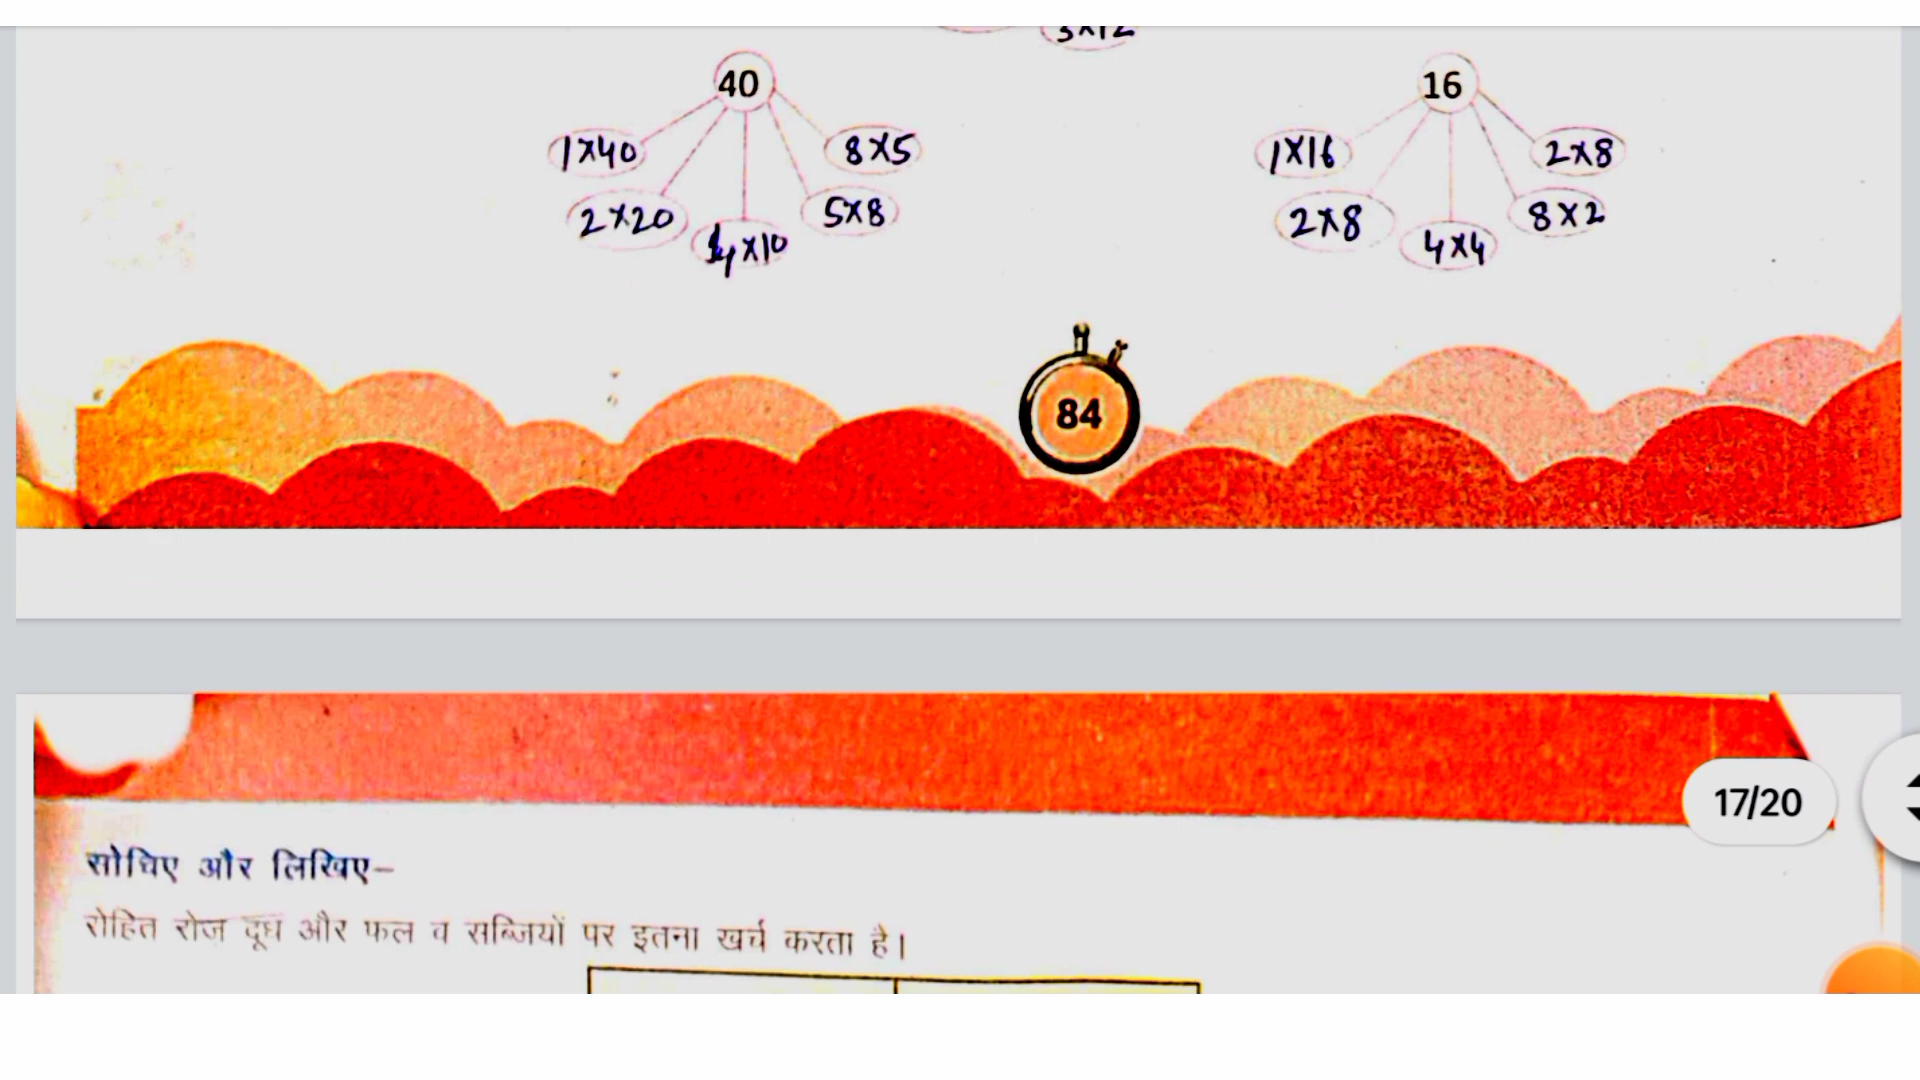 3x12
40
16
1x40
8x5
1x16
2x8
2x20
5x8
2x8
8x2
4x10
4x4
84
17/20
सोचिए और लिखिए–
रोहित रोज दूध और फल व सब्जियों पर इतना खर्च करता है।